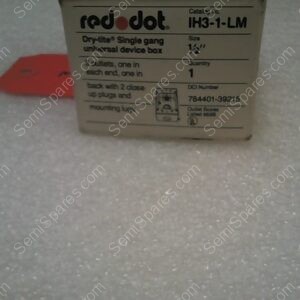 red•dot®
Catalog No.
IH3-1-LM
Dry-tite® Single gang
universal device box
Size
½"
outlets, one in
each end, one in
back with 2 close
up plugs and
mounting lugs
Quantity
1
DCI Number
784401-39215
Outlet Boxes
SemiSpares.com